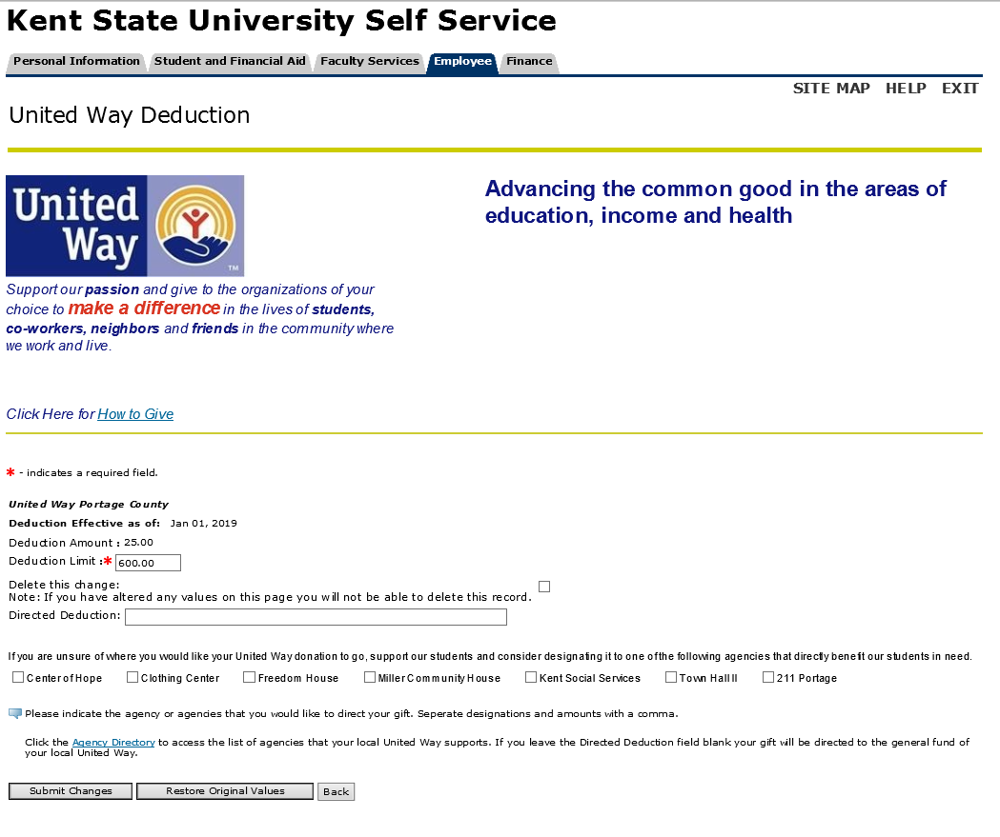 Kent State University Self Service
Personal Information Student and Financial Aid Faculty Services Employee Finance
SITE MAP HELP EXIT
United Way Deduction
United
Way
TM
Advancing the common good in the areas of
education, income and health
Support our passion and give to the organizations of your
choice to make a difference in the lives of students,
co-workers, neighbors and friends in the community where
we work and live.
Click Here for How to Give
* - indicates a required field.
United Way Portage County
Deduction Effective as of: Jan 01, 2019
Deduction Amount : 25.00
Deduction Limit :* 600.00
Delete this change:
Note: If you have altered any values on this page you will not be able to delete this record.
Directed Deduction:
If you are unsure of where you would like your United Way donation to go, support our students and consider designating it to one of the following agencies that directly benefit our students in need.
Center of Hope Clothing Center Freedom House Miller Community House Kent Social Services Town Hall II 211 Portage
Please indicate the agency or agencies that you would like to direct your gift. Seperate designations and amounts with a comma.
Click the Agency Directory to access the list of agencies that your local United Way supports. If you leave the Directed Deduction field blank your gift will be directed to the general fund of
your local United Way.
Submit Changes Restore Original Values Back